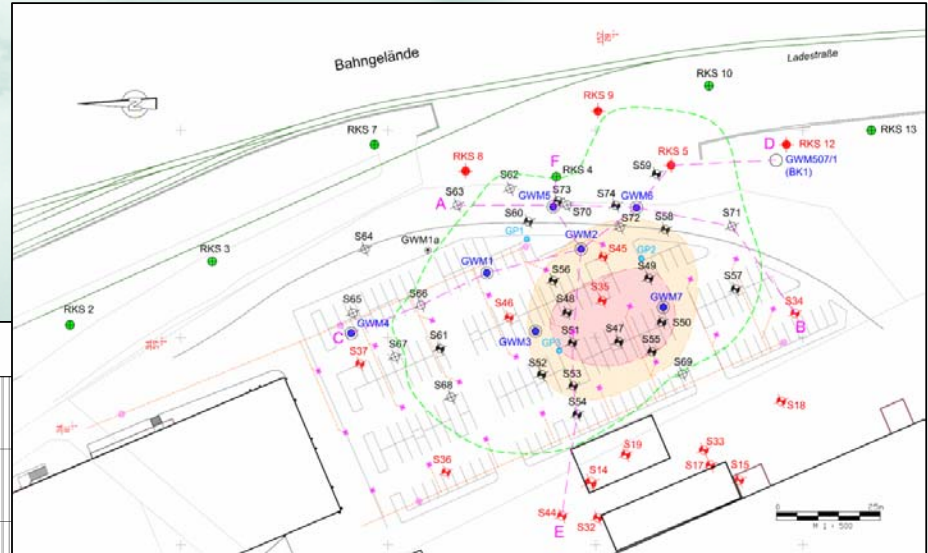 Bahngelände
Ladestraße
RKS 10
RKS 9
RKS 13
RKS 7
RKS 12
D
GWM507/1
(BK1)
RKS 8
F
RKS 4
RKS 5
S59
S62
S63
A
S73
GWM5
S70
S74
GWM6
S72
S58
S71
S60
GP1
S64
GWM1a
GWM2
S45
GP2
RKS 3
GWM1
S56
S49
S57
RKS 2
S66
S65
S46
S48
S35
GWM7
S34
B
C
GWM4
S61
GWM3
S51
S47
S50
S37
S67
GP3
S55
S52
S53
S69
S68
S54
S18
S36
S19
S33
S14
S17
S15
S44
E
S32
0
25m
M 1 : 500